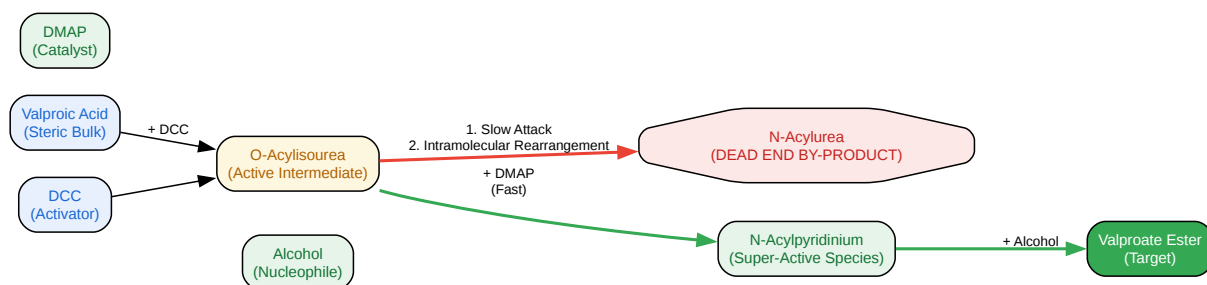 DMAP
(Catalyst)
Valproic Acid
(Steric Bulk)
+ DCC
DCC
(Activator)
O-Acylisourea
(Active Intermediate)
1. Slow Attack
2. Intramolecular Rearrangement
+ DMAP
(Fast)
N-Acylurea
(DEAD END BY-PRODUCT)
Alcohol
(Nucleophile)
N-Acylpyridinium
(Super-Active Species)
+ Alcohol
Valproate Ester
(Target)